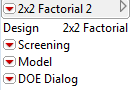 2x2 Factorial 2
Design 2x2 Factorial
Screening
Model
DOE Dialog